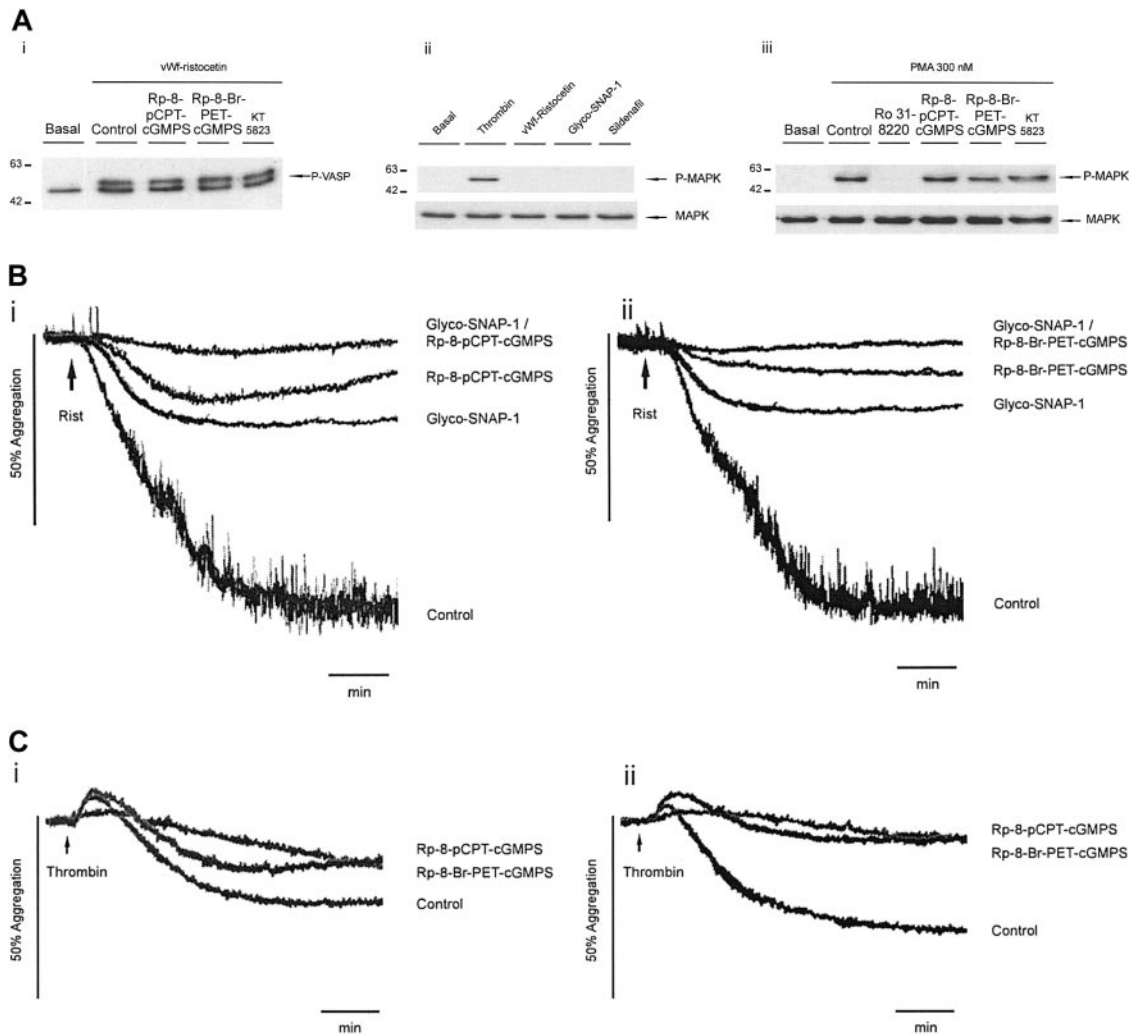 A
i
vWf-ristocetin
Basal
Control
Rp-8-
pCPT-
cGMPS
Rp-8-Br-
PET-
cGMPS
KT
5823
63
42
P-VASP
ii
Basal
Thrombin
vWf-Ristocetin
Glyco-SNAP-1
Sildenafil
63
42
P-MAPK
MAPK
iii
PMA 300 nM
Basal
Control
Ro 31-
8220
Rp-8-
pCPT-
cGMPS
Rp-8-Br-
PET-
cGMPS
KT
5823
63
42
P-MAPK
MAPK
B
i
50% Aggregation
Rist
Glyco-SNAP-1 /
Rp-8-pCPT-cGMPS
Rp-8-pCPT-cGMPS
Glyco-SNAP-1
Control
min
ii
50% Aggregation
Rist
Glyco-SNAP-1 /
Rp-8-Br-PET-cGMPS
Rp-8-Br-PET-cGMPS
Glyco-SNAP-1
Control
min
C
i
50% Aggregation
Thrombin
Rp-8-pCPT-cGMPS
Rp-8-Br-PET-cGMPS
Control
min
ii
50% Aggregation
Thrombin
Rp-8-pCPT-cGMPS
Rp-8-Br-PET-cGMPS
Control
min